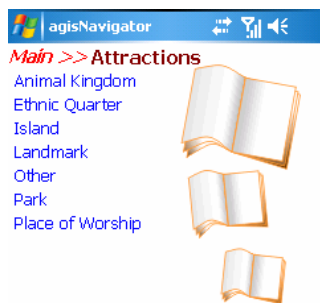 agisNavigator
Main >> Attractions
Animal Kingdom
Ethnic Quarter
Island
Landmark
Other
Park
Place of Worship